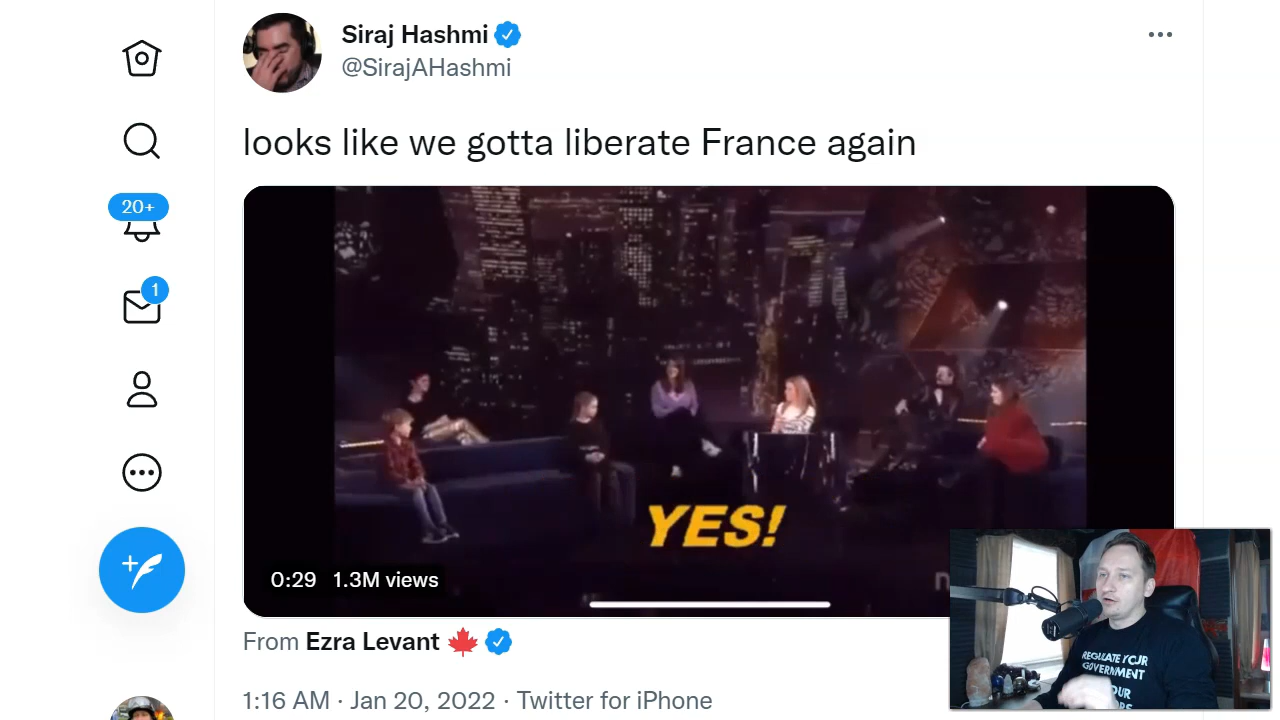 Siraj Hashmi
@SirajAHashmi
looks like we gotta liberate France again
20+
1
YES!
0:29 1.3M views
From Ezra Levant
1:16 AM · Jan 20, 2022 · Twitter for iPhone
REGULATE YOUR
GOVERNMENT